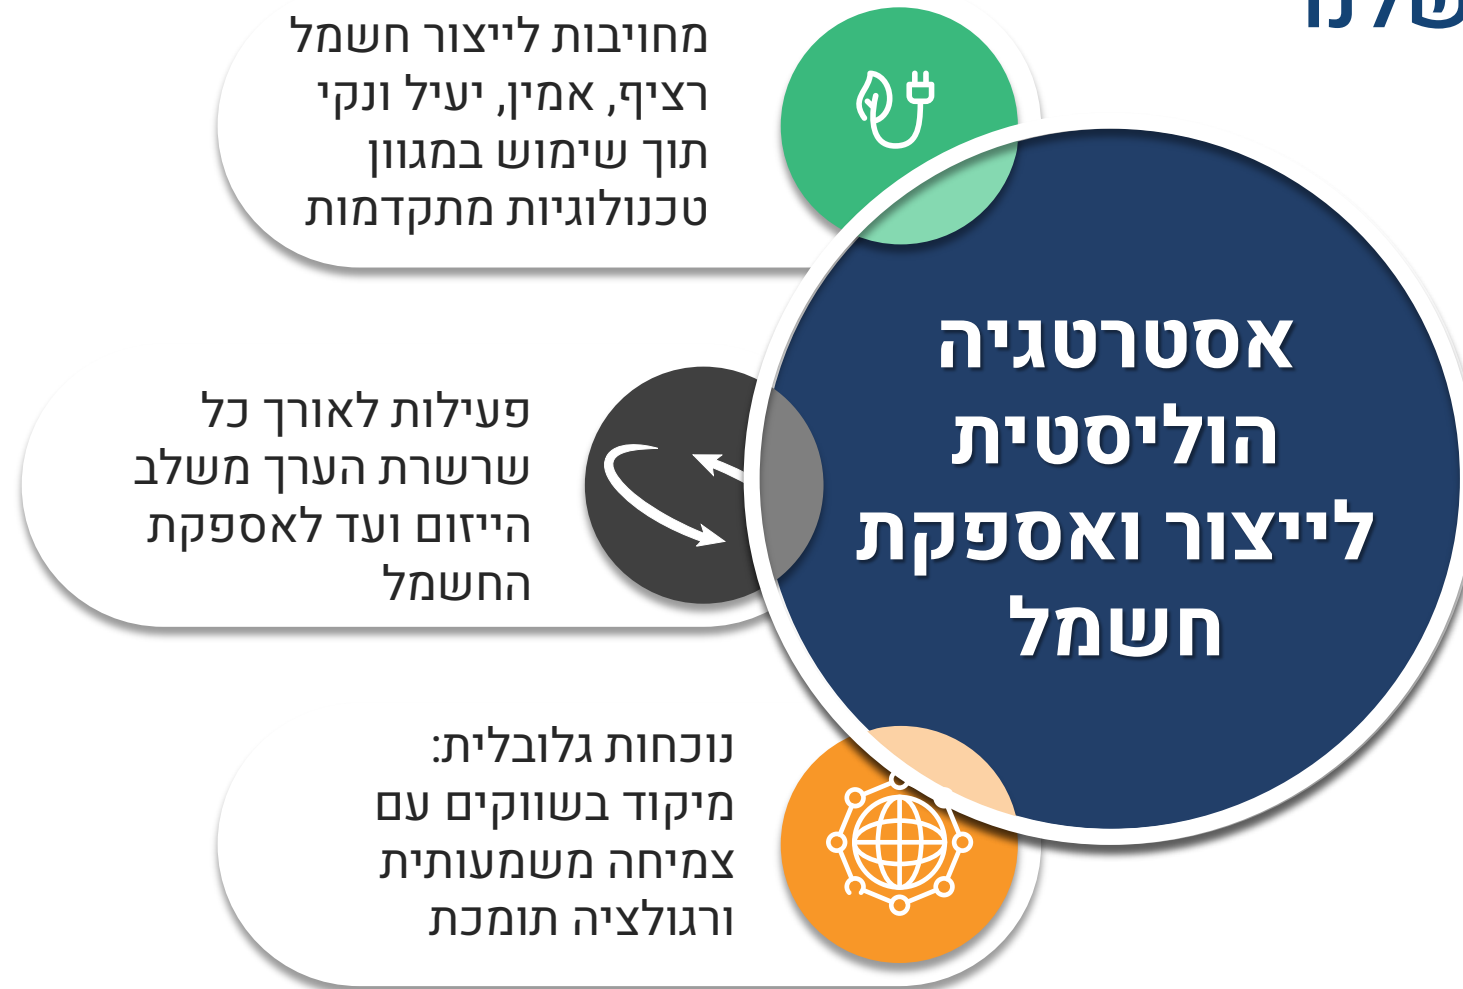 שלנו
מחויבות לייצור חשמל
רציף, אמין, יעיל ונקי
תוך שימוש במגוון
טכנולוגיות מתקדמות
אסטרטגיה
הוליסטית
לייצור ואספקת
חשמל
פעילות לאורך כל
שרשרת הערך משלב
הייזום ועד לאספקת
החשמל
נוכחות גלובלית:
מיקוד בשווקים עם
צמיחה משמעותית
ורגולציה תומכת